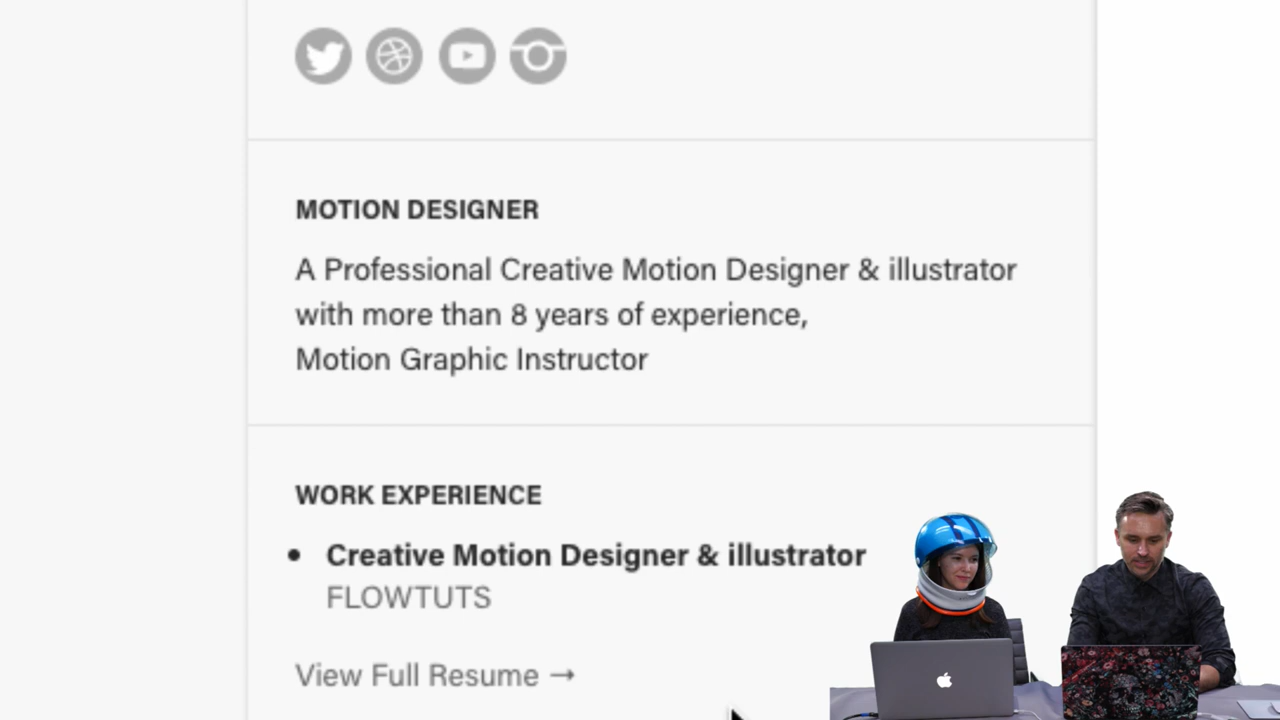 MOTION DESIGNER
A Professional Creative Motion Designer & illustrator
with more than 8 years of experience,
Motion Graphic Instructor
WORK EXPERIENCE
• Creative Motion Designer & illustrator
FLOWTUTS
View Full Resume →